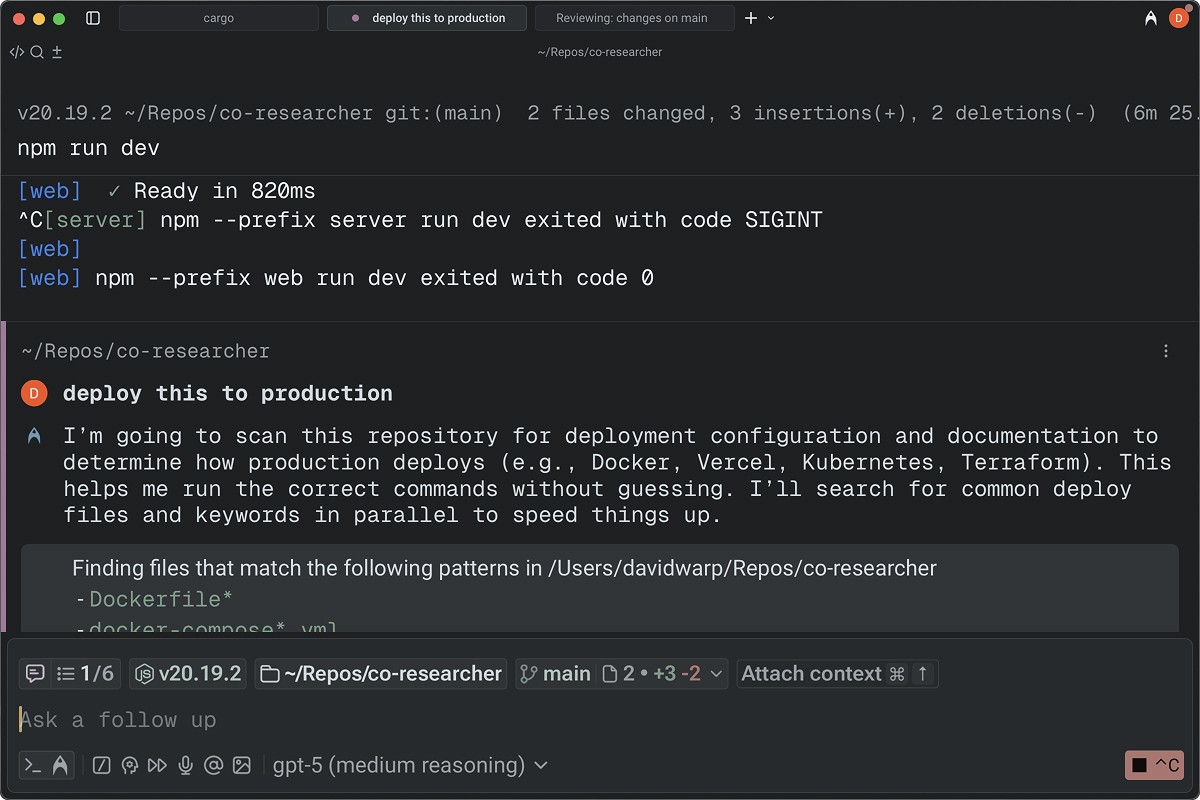 cargo
deploy this to production
Reviewing: changes on main
D
~/Repos/co-researcher
v20.19.2 ~/Repos/co-researcher git:(main)  2 files changed, 3 insertions(+), 2 deletions(-)  (6m 25.
npm run dev
[web]  ✓ Ready in 820ms
^C[server] npm --prefix server run dev exited with code SIGINT
[web]
[web] npm --prefix web run dev exited with code 0
~/Repos/co-researcher
D deploy this to production
I'm going to scan this repository for deployment configuration and documentation to
determine how production deploys (e.g., Docker, Vercel, Kubernetes, Terraform). This
helps me run the correct commands without guessing. I'll search for common deploy
files and keywords in parallel to speed things up.
Finding files that match the following patterns in /Users/davidwarp/Repos/co-researcher
- Dockerfile*
- docker-compose*.yml
1/6 v20.19.2 ~/Repos/co-researcher main 2 • +3 -2 Attach context ⌘ ↑
Ask a follow up
gpt-5 (medium reasoning)
^C